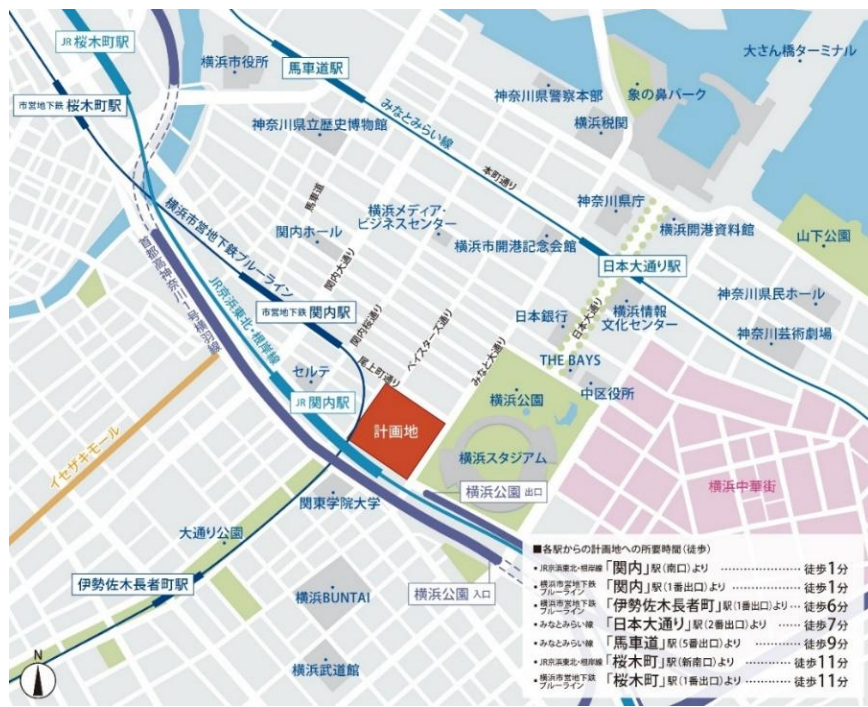 JR 桜木町駅
横浜市役所
馬車道駅
大さん橋ターミナル
市営地下鉄 桜木町駅
神奈川県警察本部
象の鼻パーク
みなとみらい線
横浜税関
神奈川県立歴史博物館
本町通り
馬車道
横浜メディア・
ビジネスセンター
神奈川県庁
横浜市営地下鉄ブルーライン
関内ホール
横浜開港資料館
山下公園
横浜市開港記念会館
日本大通り駅
首都高神奈川1号横羽線
JR京浜東北・根岸線
関内大通り
神奈川県民ホール
市営地下鉄 関内駅
関内桜通り
ベイスターズ通り
日本銀行
日本大通り
横浜情報
文化センター
神奈川芸術劇場
みなと大通り
尾上町通り
THE BAYS
セルテ
中区役所
横浜公園
JR 関内駅
計画地
イセザキモール
横浜スタジアム
横浜中華街
横浜公園 出口
関東学院大学
大通り公園
伊勢佐木長者町駅
横浜BUNTAI
横浜公園 入口
横浜武道館
N
■各駅からの計画地への所要時間(徒歩)
・JR京浜東北・根岸線「関内」駅(南口)より ………… 徒歩1分
・横浜市営地下鉄ブルーライン「関内」駅(1番出口)より ………… 徒歩1分
・横浜市営地下鉄ブルーライン「伊勢佐木長者町」駅(1番出口)より … 徒歩6分
・みなとみらい線「日本大通り」駅(2番出口)より …… 徒歩7分
・みなとみらい線「馬車道」駅(5番出口)より ………… 徒歩9分
・JR京浜東北・根岸線「桜木町」駅(新南口)より ………… 徒歩11分
・横浜市営地下鉄ブルーライン「桜木町」駅(1番出口)より ………… 徒歩11分